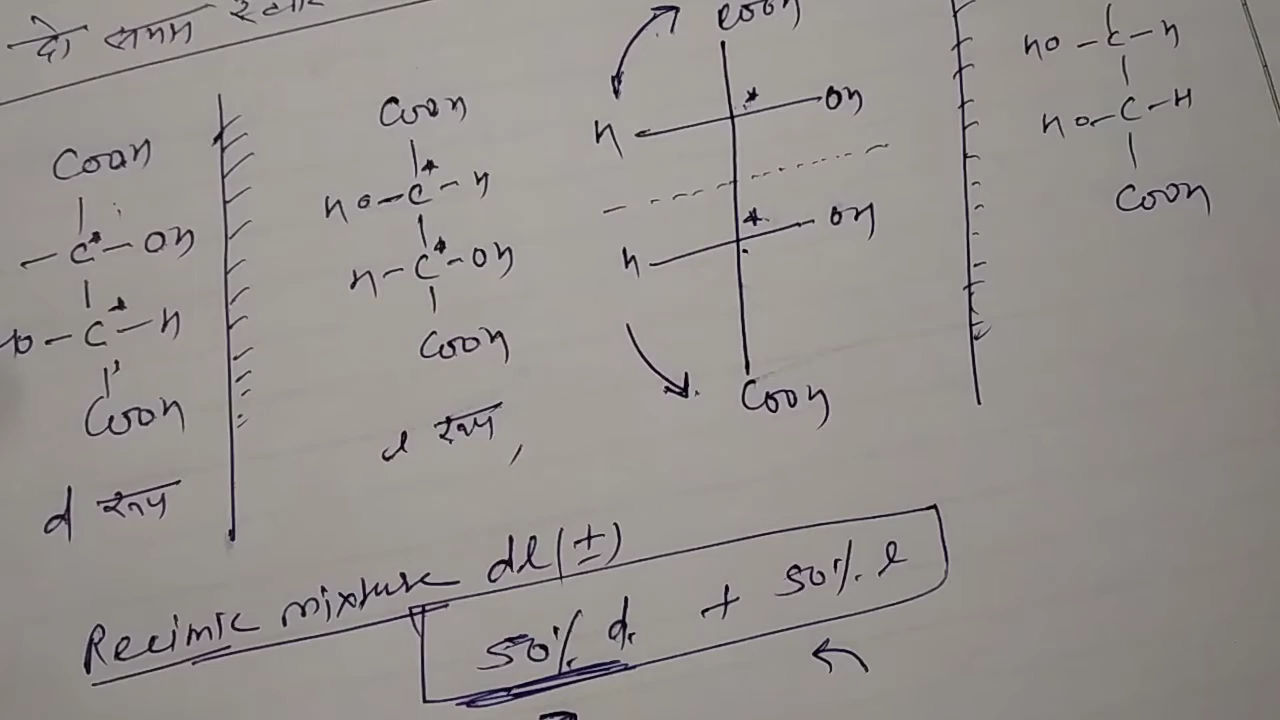 दो समान
COOH
C* – OH
C* – H
COOH
d रूप
COOH
HO – C* – H
H – C* – OH
COOH
l रूप,
COOH
H * OH
H * OH
COOH
HO – C – H
HO – C – H
COOH
Recimic mixture dl(±)
50% d. + 50% l